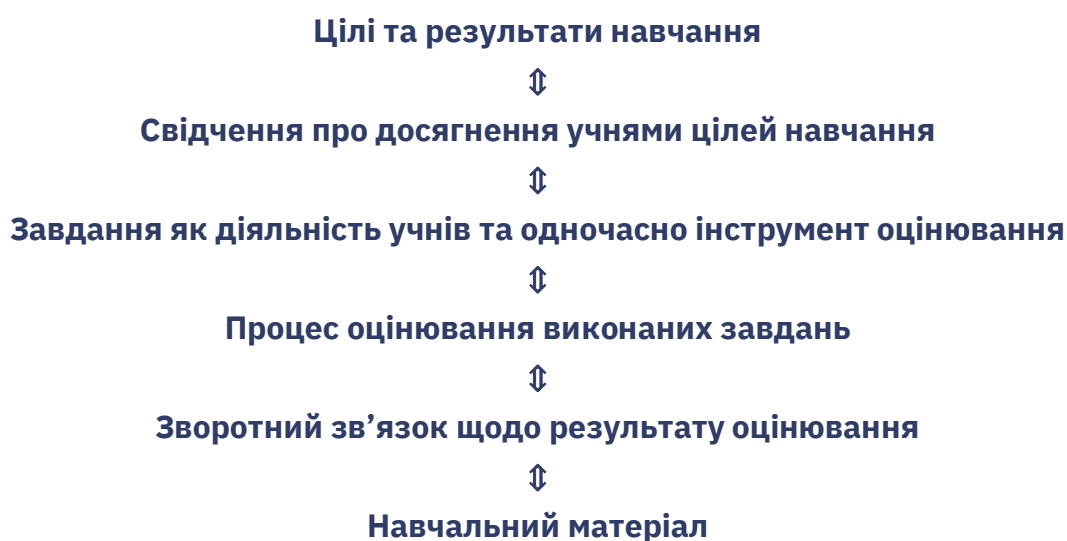 Цілі та результати навчання
⇕
Свідчення про досягнення учнями цілей навчання
⇕
Завдання як діяльність учнів та одночасно інструмент оцінювання
⇕
Процес оцінювання виконаних завдань
⇕
Зворотний зв’язок щодо результату оцінювання
⇕
Навчальний матеріал